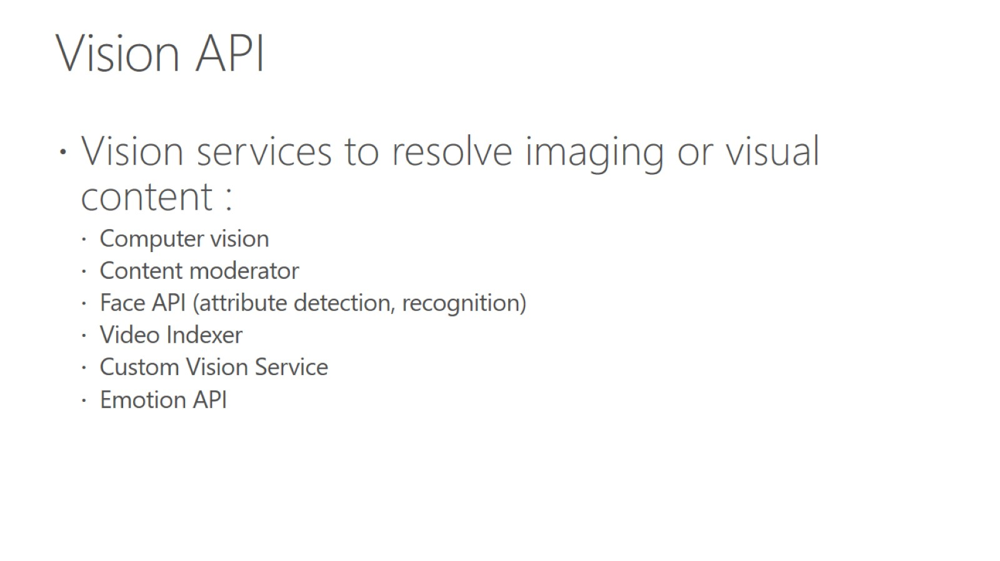 Vision API
· Vision services to resolve imaging or visual
content :
· Computer vision
· Content moderator
· Face API (attribute detection, recognition)
· Video Indexer
· Custom Vision Service
· Emotion API